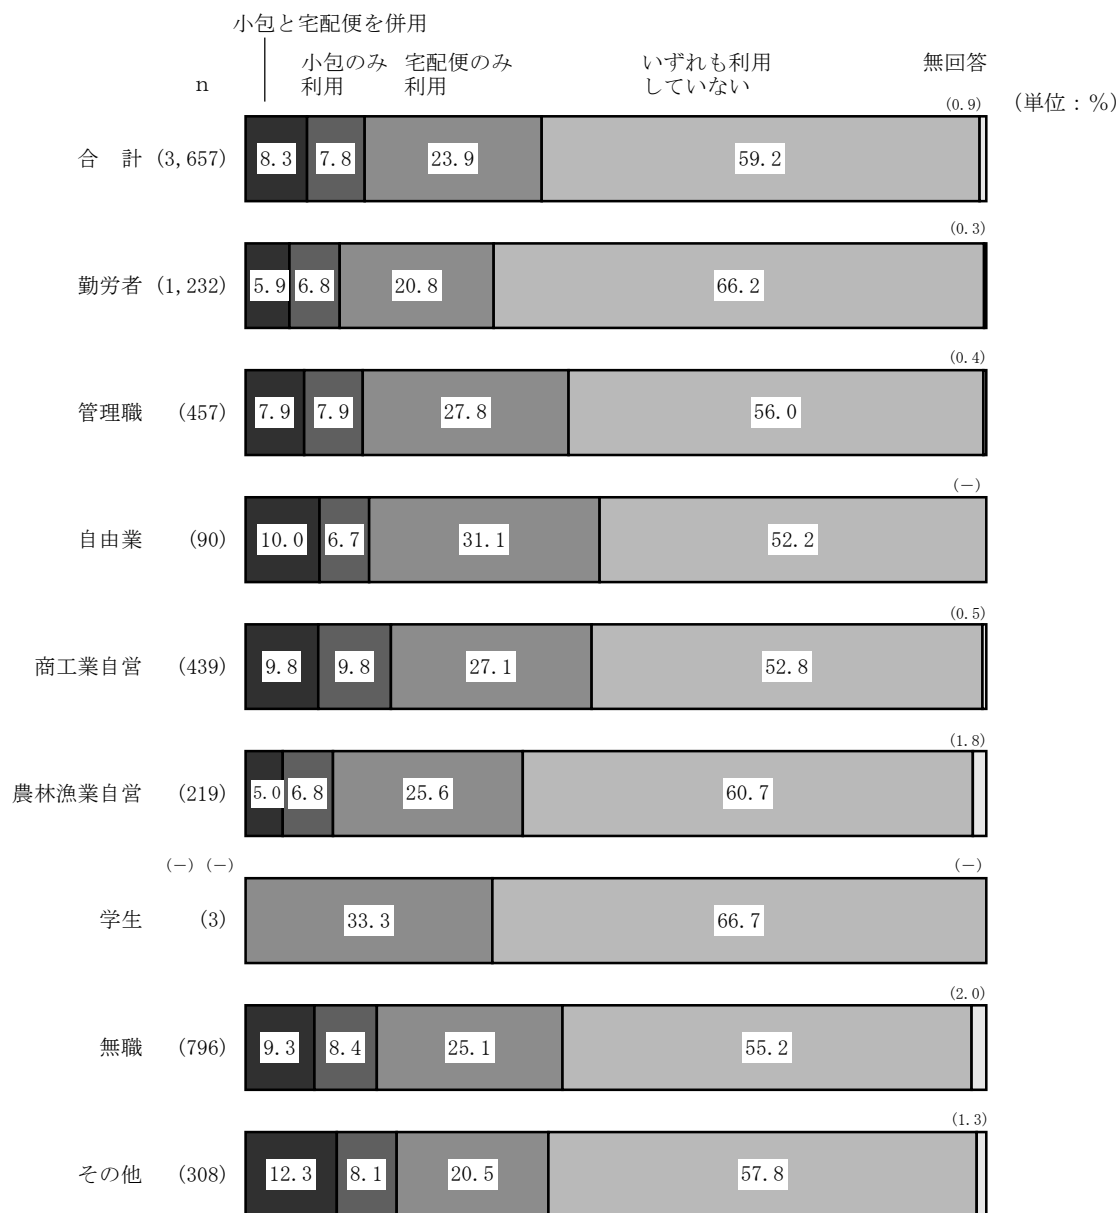 小包と宅配便を併用
小包のみ 宅配便のみ いずれも利用 無回答
n 利用 利用 していない
(0.9) (単位:%)
合 計 (3,657) 8.3 7.8 23.9 59.2
(0.3)
勤労者 (1,232) 5.9 6.8 20.8 66.2
(0.4)
管理職 (457) 7.9 7.9 27.8 56.0
(-)
自由業 (90) 10.0 6.7 31.1 52.2
(0.5)
商工業自営 (439) 9.8 9.8 27.1 52.8
(1.8)
農林漁業自営 (219) 5.0 6.8 25.6 60.7
(-) (-) (-)
学生 (3) 33.3 66.7
(2.0)
無職 (796) 9.3 8.4 25.1 55.2
(1.3)
その他 (308) 12.3 8.1 20.5 57.8